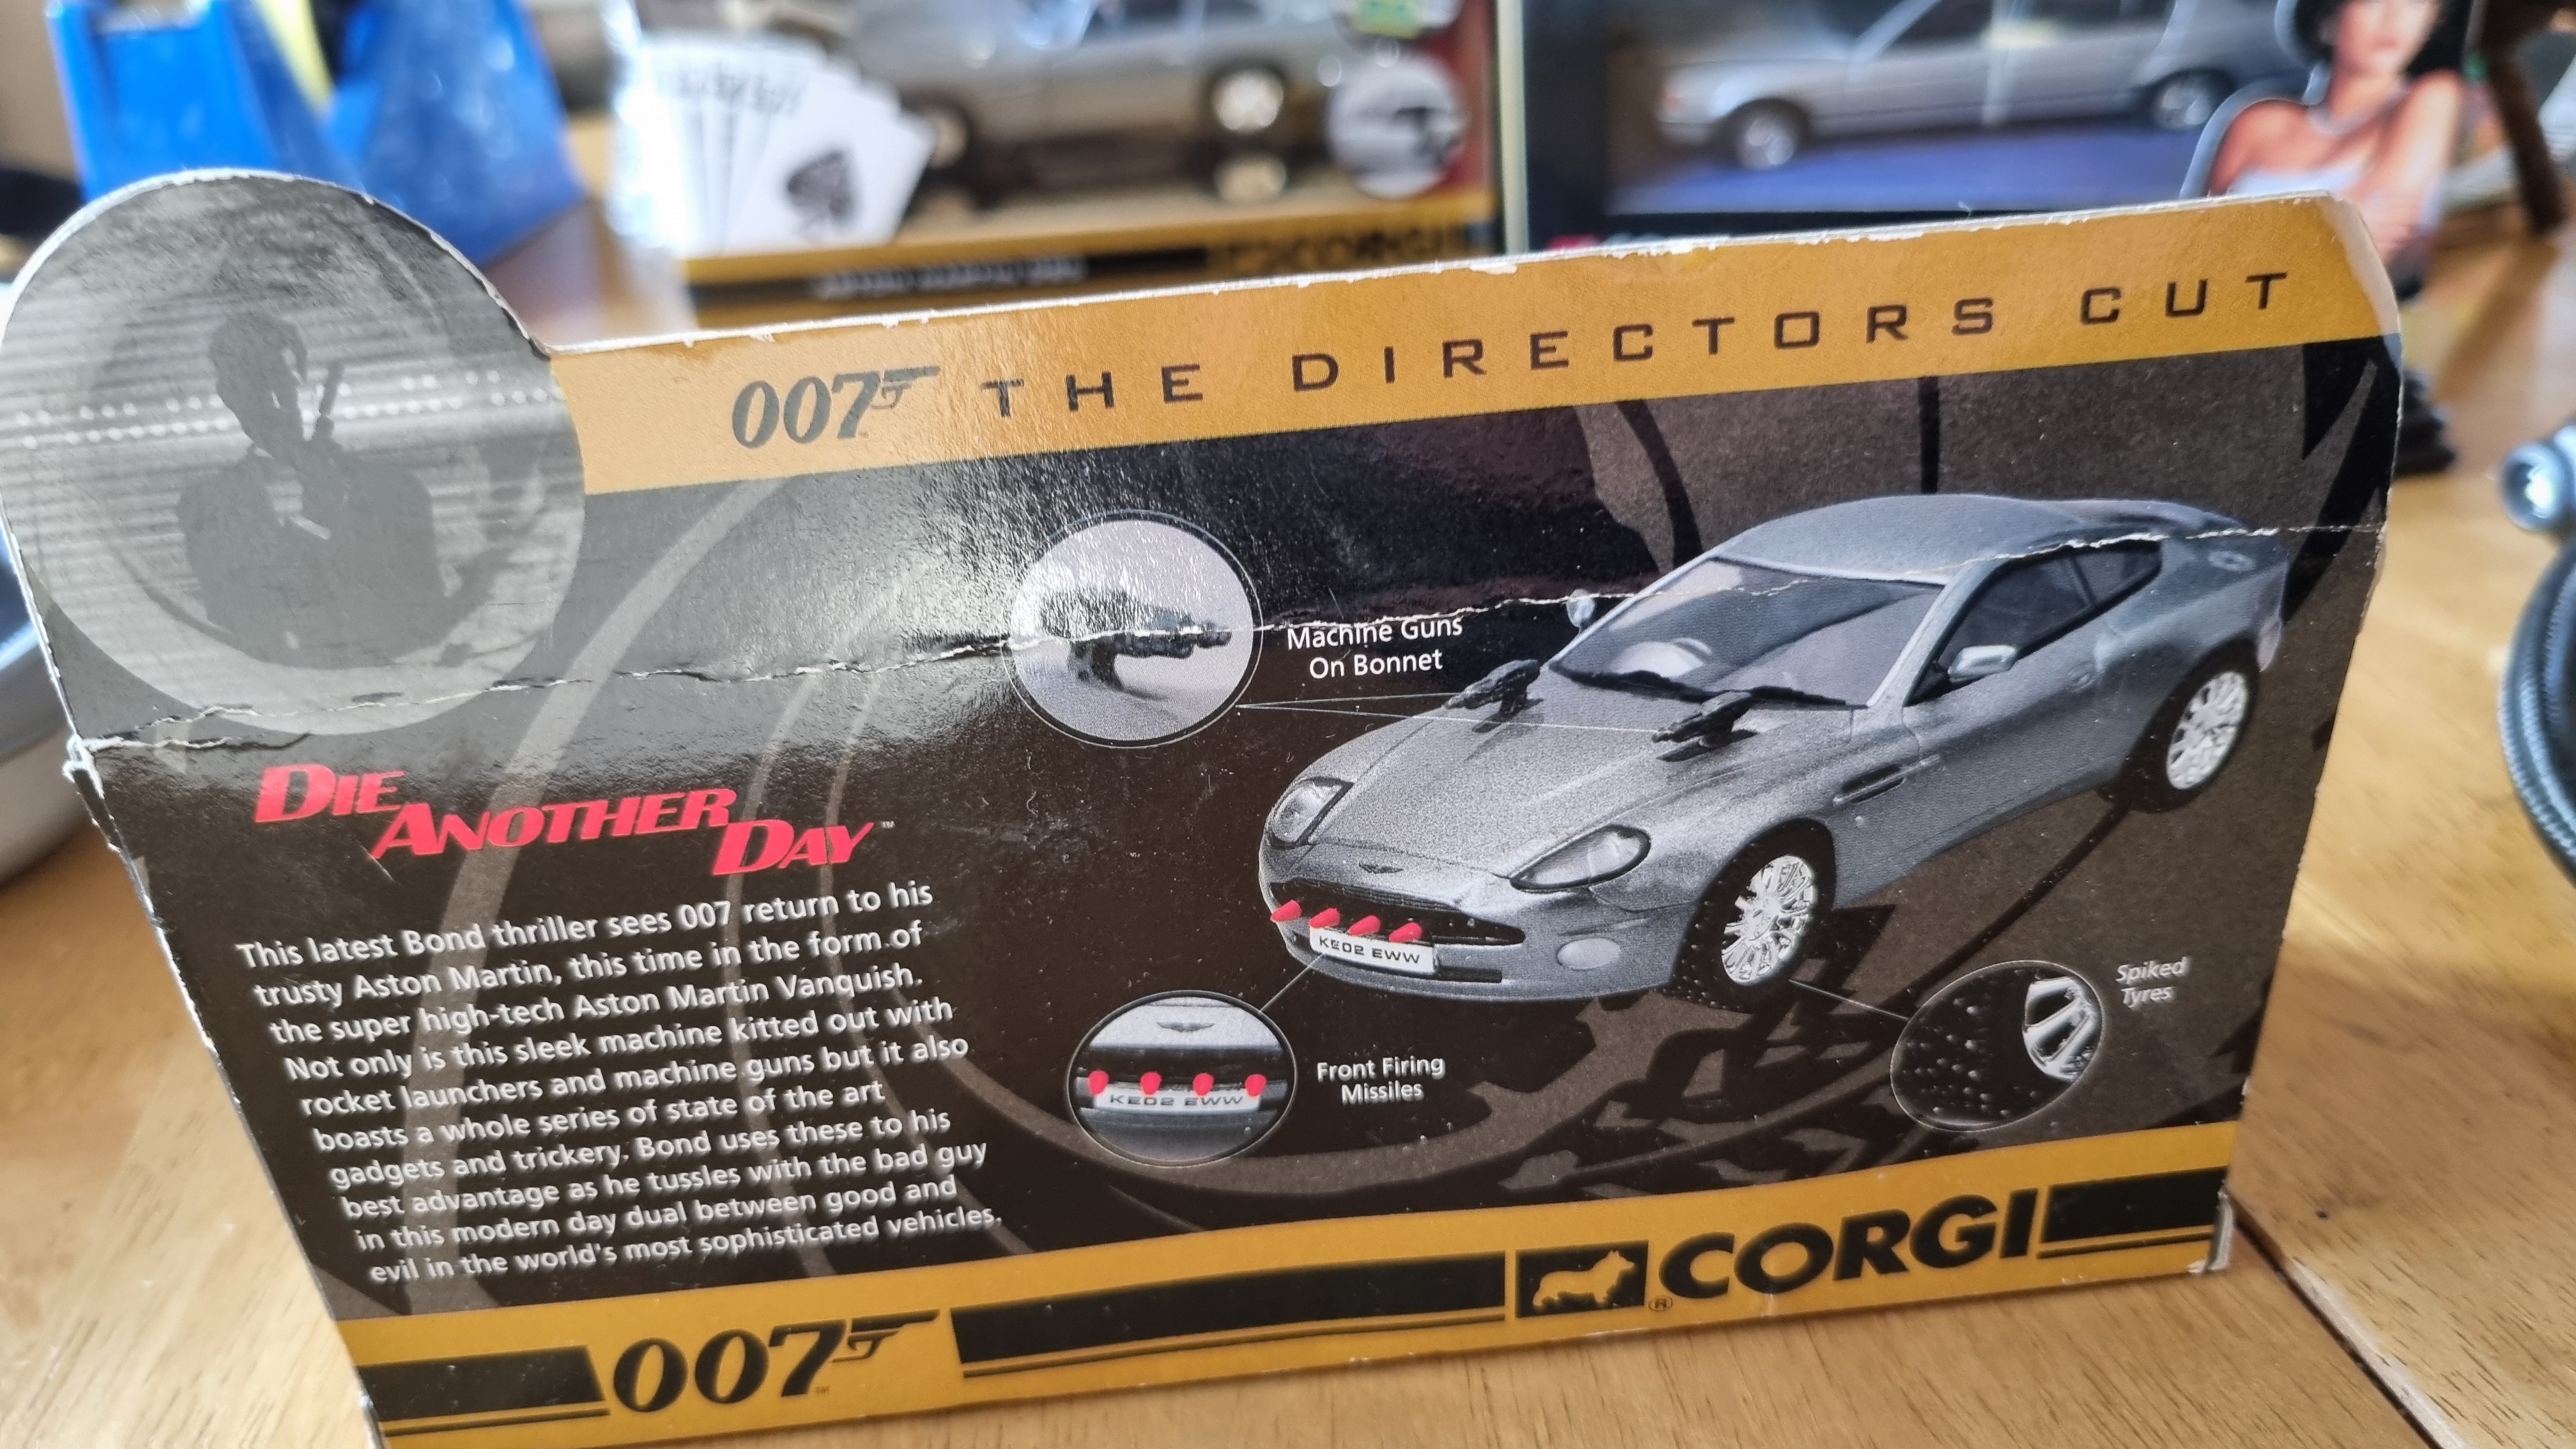 CORGI
007 THE DIRECTORS CUT
Machine Guns
On Bonnet
DIE
ANOTHER
DAY™
This latest Bond thriller sees 007 return to his
trusty Aston Martin, this time in the form of
the super high-tech Aston Martin Vanquish.
Not only is this sleek machine kitted out with
rocket launchers and machine guns but it also
boasts a whole series of state of the art
gadgets and trickery. Bond uses these to his
best advantage as he tussles with the bad guy
in this modern day dual between good and
evil in the world's most sophisticated vehicles.
KE02 EWW
Spiked
Tyres
KE02 EWW
Front Firing
Missiles
007™
® CORGI